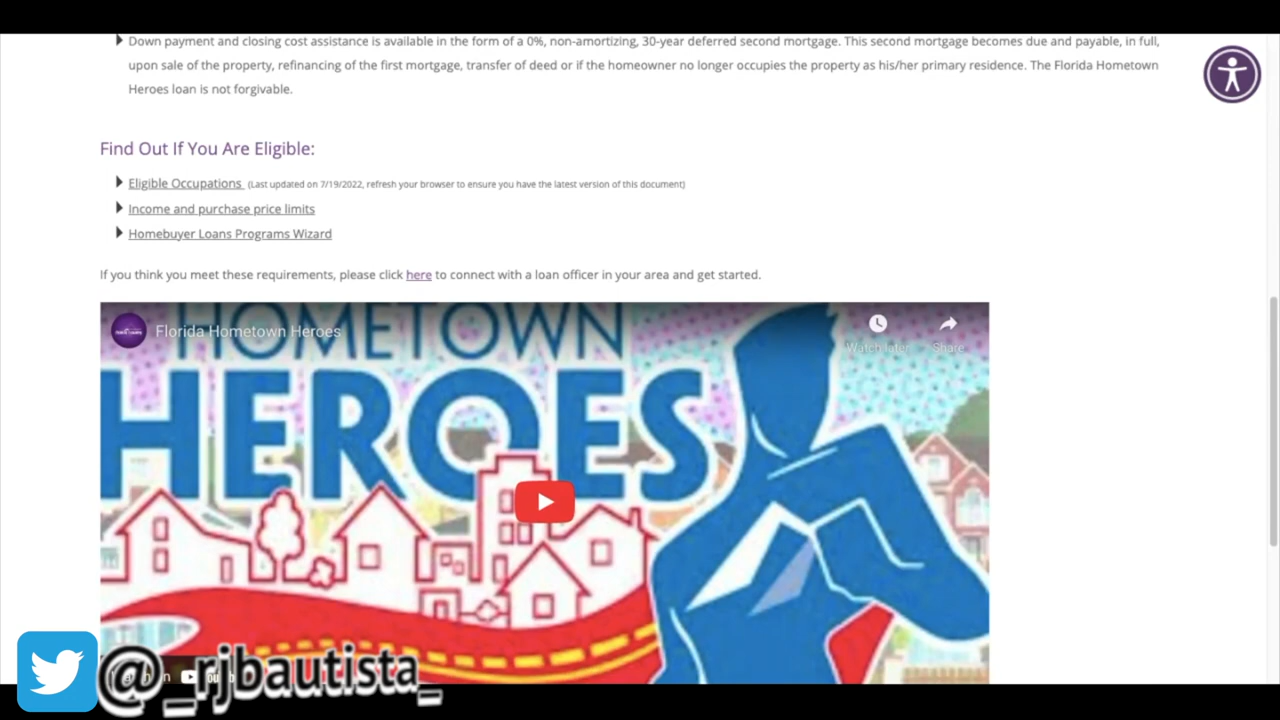 Down payment and closing cost assistance is available in the form of a 0%, non-amortizing, 30-year deferred second mortgage. This second mortgage becomes due and payable, in full,
upon sale of the property, refinancing of the first mortgage, transfer of deed or if the homeowner no longer occupies the property as his/her primary residence. The Florida Hometown
Heroes loan is not forgivable.
Find Out If You Are Eligible:
Eligible Occupations (Last updated on 7/19/2022, refresh your browser to ensure you have the latest version of this document)
Income and purchase price limits
Homebuyer Loans Programs Wizard
If you think you meet these requirements, please click here to connect with a loan officer in your area and get started.
HOMETOWN
Florida Hometown Heroes
Watch later
Share
HEROES
@_rjbautista_